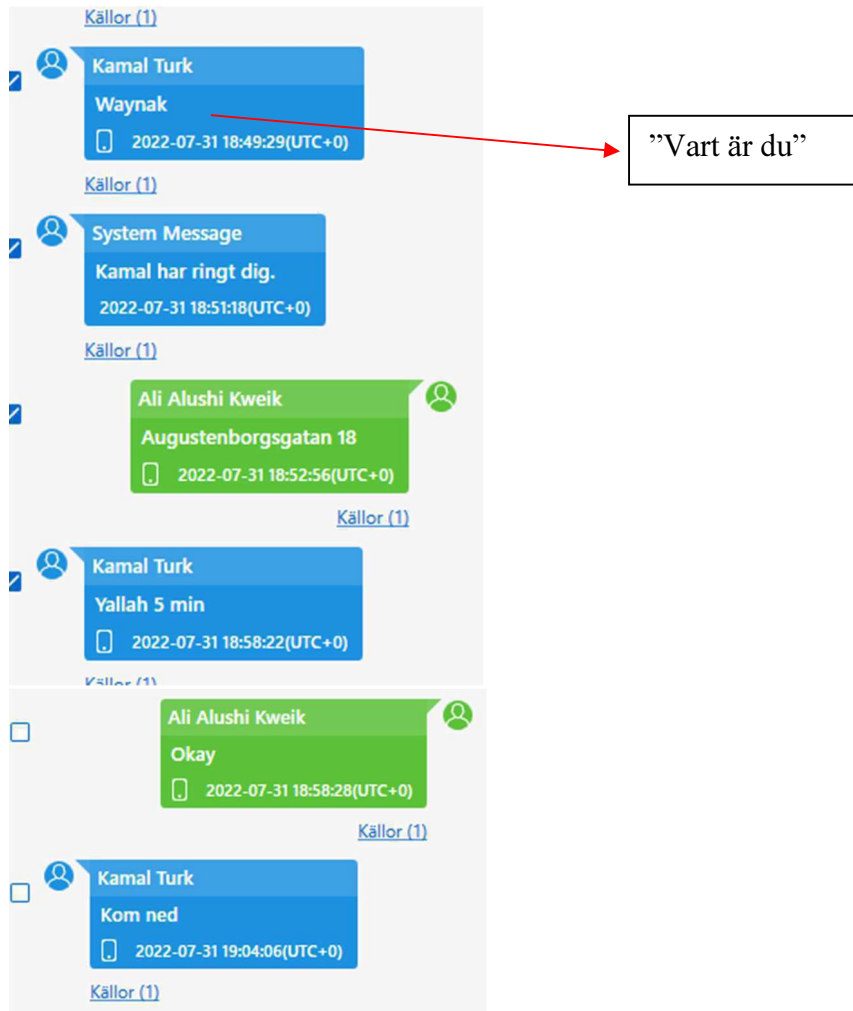 Källor (1)
Kamal Turk
Waynak
2022-07-31 18:49:29(UTC+0)
Källor (1)
”Vart är du”
System Message
Kamal har ringt dig.
2022-07-31 18:51:18(UTC+0)
Källor (1)
Ali Alushi Kweik
Augustenborgsgatan 18
2022-07-31 18:52:56(UTC+0)
Källor (1)
Kamal Turk
Yallah 5 min
2022-07-31 18:58:22(UTC+0)
Källor (1)
Ali Alushi Kweik
Okay
2022-07-31 18:58:28(UTC+0)
Källor (1)
Kamal Turk
Kom ned
2022-07-31 19:04:06(UTC+0)
Källor (1)